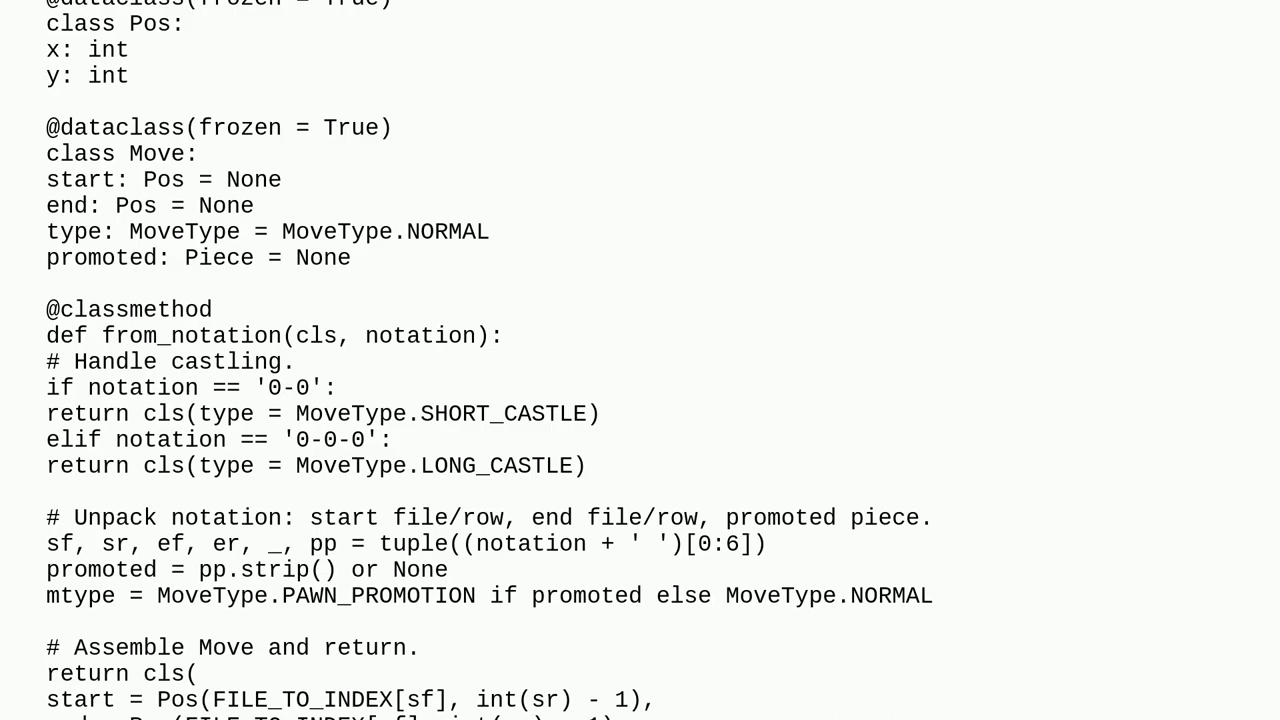 @dataclass(frozen = True)
class Pos:
x: int
y: int

@dataclass(frozen = True)
class Move:
start: Pos = None
end: Pos = None
type: MoveType = MoveType.NORMAL
promoted: Piece = None

@classmethod
def from_notation(cls, notation):
# Handle castling.
if notation == '0-0':
return cls(type = MoveType.SHORT_CASTLE)
elif notation == '0-0-0':
return cls(type = MoveType.LONG_CASTLE)

# Unpack notation: start file/row, end file/row, promoted piece.
sf, sr, ef, er, _, pp = tuple((notation + ' ')[0:6])
promoted = pp.strip() or None
mtype = MoveType.PAWN_PROMOTION if promoted else MoveType.NORMAL

# Assemble Move and return.
return cls(
start = Pos(FILE_TO_INDEX[sf], int(sr) - 1),